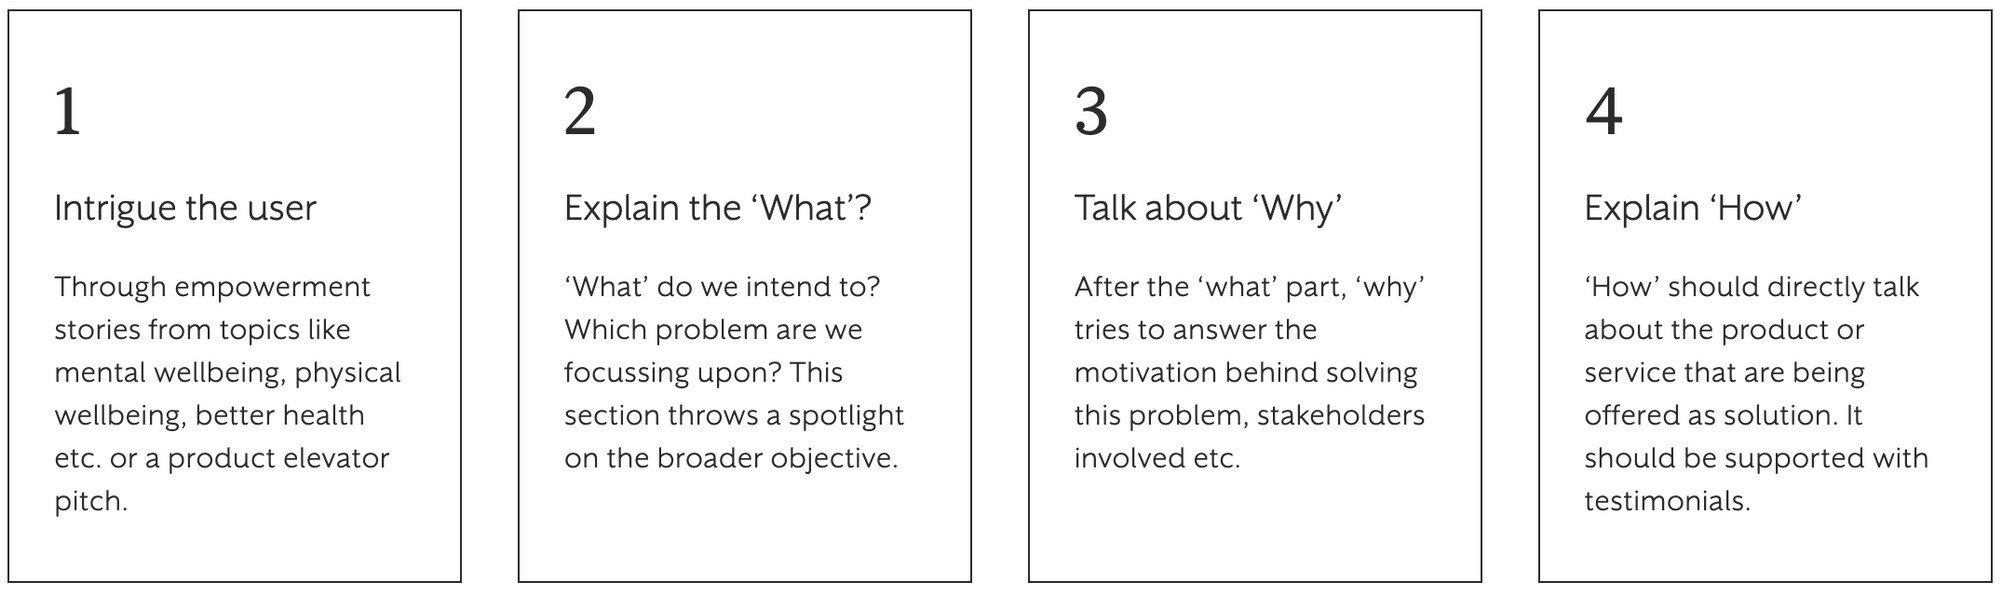 1
Intrigue the user
Through empowerment
stories from topics like
mental wellbeing, physical
wellbeing, better health
etc. or a product elevator
pitch.
2
Explain the ‘What’?
‘What’ do we intend to?
Which problem are we
focussing upon? This
section throws a spotlight
on the broader objective.
3
Talk about ‘Why’
After the ‘what’ part, ‘why’
tries to answer the
motivation behind solving
this problem, stakeholders
involved etc.
4
Explain ‘How’
‘How’ should directly talk
about the product or
service that are being
offered as solution. It
should be supported with
testimonials.